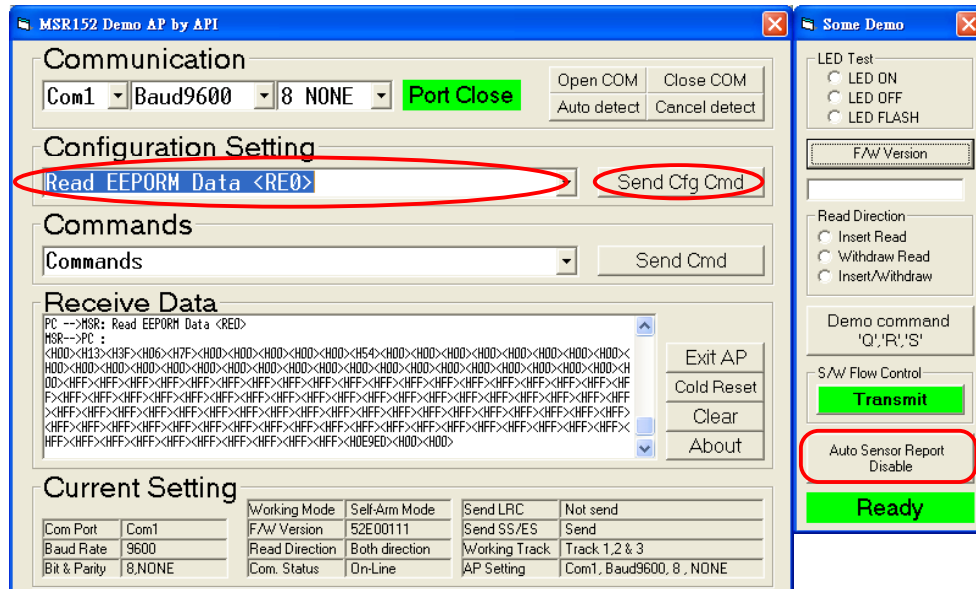 MSR152 Demo AP by API
Communication
Com1 Baud9600 8 NONE Port Close
Open COM Close COM
Auto detect Cancel detect
Configuration Setting
Read EEPORM Data <RE0> Send Cfg Cmd
Commands
Commands Send Cmd
Receive Data
PC -->MSR: Read EEPORM Data <RE0>
MSR-->PC :
<H00><H13><H3F><H06><H7F><H00><H00><H00><H00><H54><H00><H00><H00><H00><H00><H00><H00><H00><H00><
H00><H00><H00><H00><H00><H00><H00><H00><H00><H00><H00><H00><H00><H00><H00><H00><H00><H00><H00><H
00><HFF><HFF><HFF><HFF><HFF><HFF><HFF><HFF><HFF><HFF><HFF><HFF><HFF><HFF><HFF><HFF><HFF><HFF><HF
F><HFF><HFF><HFF><HFF><HFF><HFF><HFF><HFF><HFF><HFF><HFF><HFF><HFF><HFF><HFF><HFF><HFF><HFF><HFF
><HFF><HFF><HFF><HFF><HFF><HFF><HFF><HFF><HFF><HFF><HFF><HFF><HFF><HFF><HFF><HFF><HFF><HFF><HFF>
<HFF><HFF><HFF><HFF><HFF><HFF><HFF><HFF><HFF><HFF><HFF><HFF><HFF><HFF><HFF><HFF><HFF><HFF><HFF><
HFF><HFF><HFF><HFF><HFF><HFF><HFF><HFF><HFF><HFF><H0E9ED><H00><H00>
Exit AP
Cold Reset
Clear
About
Current Setting
Com Port Com1
Baud Rate 9600
Bit & Parity 8,NONE
Working Mode Self-Arm Mode
F/W Version 52E00111
Read Direction Both direction
Com. Status On-Line
Send LRC Not send
Send SS/ES Send
Working Track Track 1,2 & 3
AP Setting Com1, Baud9600, 8 , NONE
Some Demo
LED Test
LED ON
LED OFF
LED FLASH
F/W Version
Read Direction
Insert Read
Withdraw Read
Insert/Withdraw
Demo command
'Q','R','S'
S/W Flow Control
Transmit
Auto Sensor Report
Disable
Ready